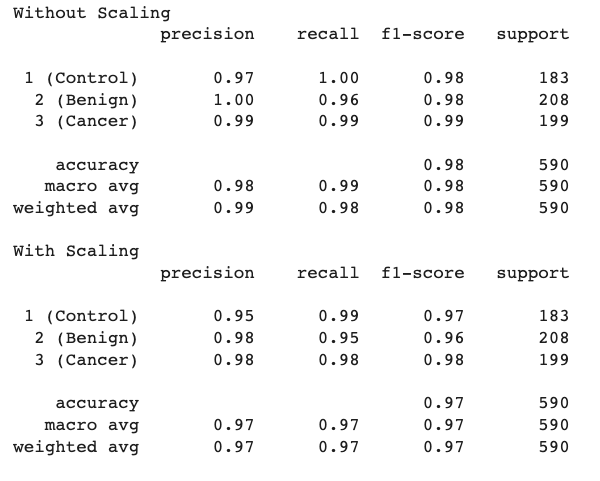 Without Scaling
precision recall f1-score support
1 (Control) 0.97 1.00 0.98 183
2 (Benign) 1.00 0.96 0.98 208
3 (Cancer) 0.99 0.99 0.99 199
accuracy 0.98 590
macro avg 0.98 0.99 0.98 590
weighted avg 0.99 0.98 0.98 590
With Scaling
precision recall f1-score support
1 (Control) 0.95 0.99 0.97 183
2 (Benign) 0.98 0.95 0.96 208
3 (Cancer) 0.98 0.98 0.98 199
accuracy 0.97 590
macro avg 0.97 0.97 0.97 590
weighted avg 0.97 0.97 0.97 590